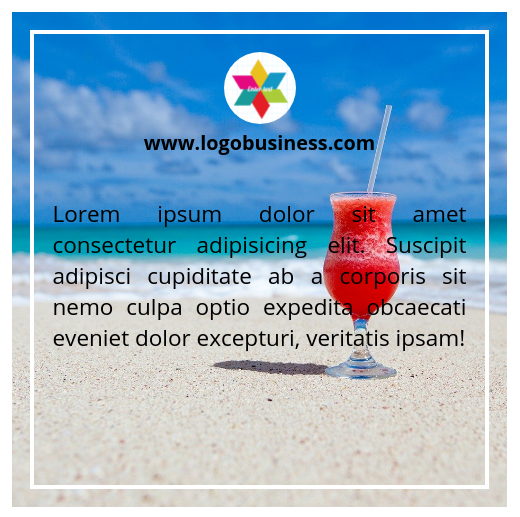 www.logobusiness.com
Lorem ipsum dolor sit amet
consectetur adipisicing elit. Suscipit
adipisci cupiditate ab a corporis sit
nemo culpa optio expedita obcaecati
eveniet dolor excepturi, veritatis ipsam!